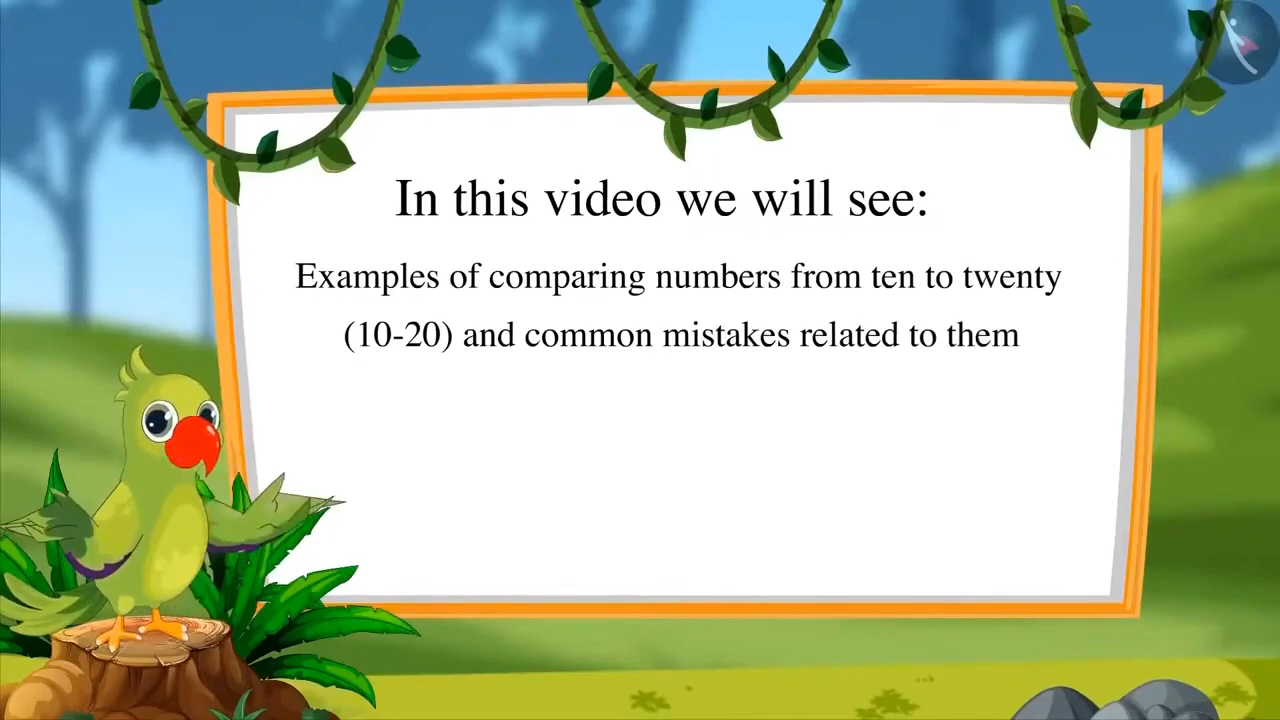 In this video we will see:
Examples of comparing numbers from ten to twenty
(10-20) and common mistakes related to them